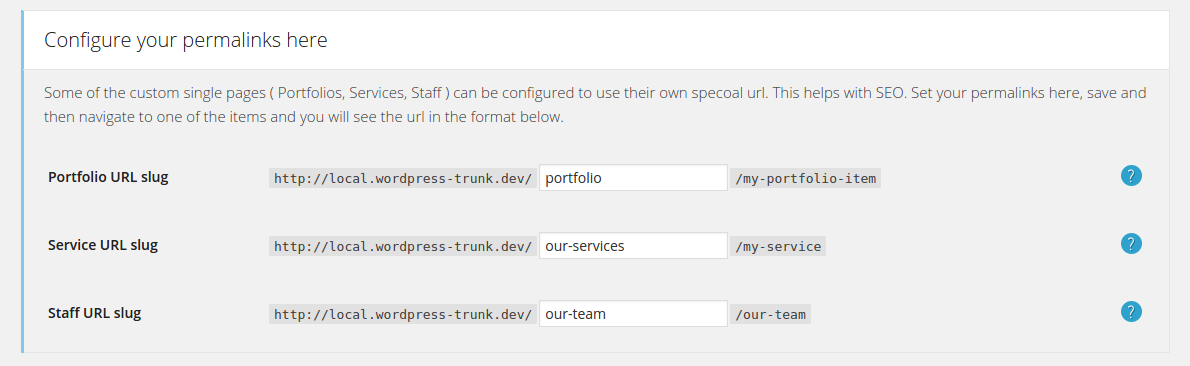 Configure your permalinks here
Some of the custom single pages ( Portfolios, Services, Staff ) can be configured to use their own specoal url. This helps with SEO. Set your permalinks here, save and
then navigate to one of the items and you will see the url in the format below.
Portfolio URL slug http://local.wordpress-trunk.dev/ portfolio /my-portfolio-item ?
Service URL slug http://local.wordpress-trunk.dev/ our-services /my-service ?
Staff URL slug http://local.wordpress-trunk.dev/ our-team /our-team ?